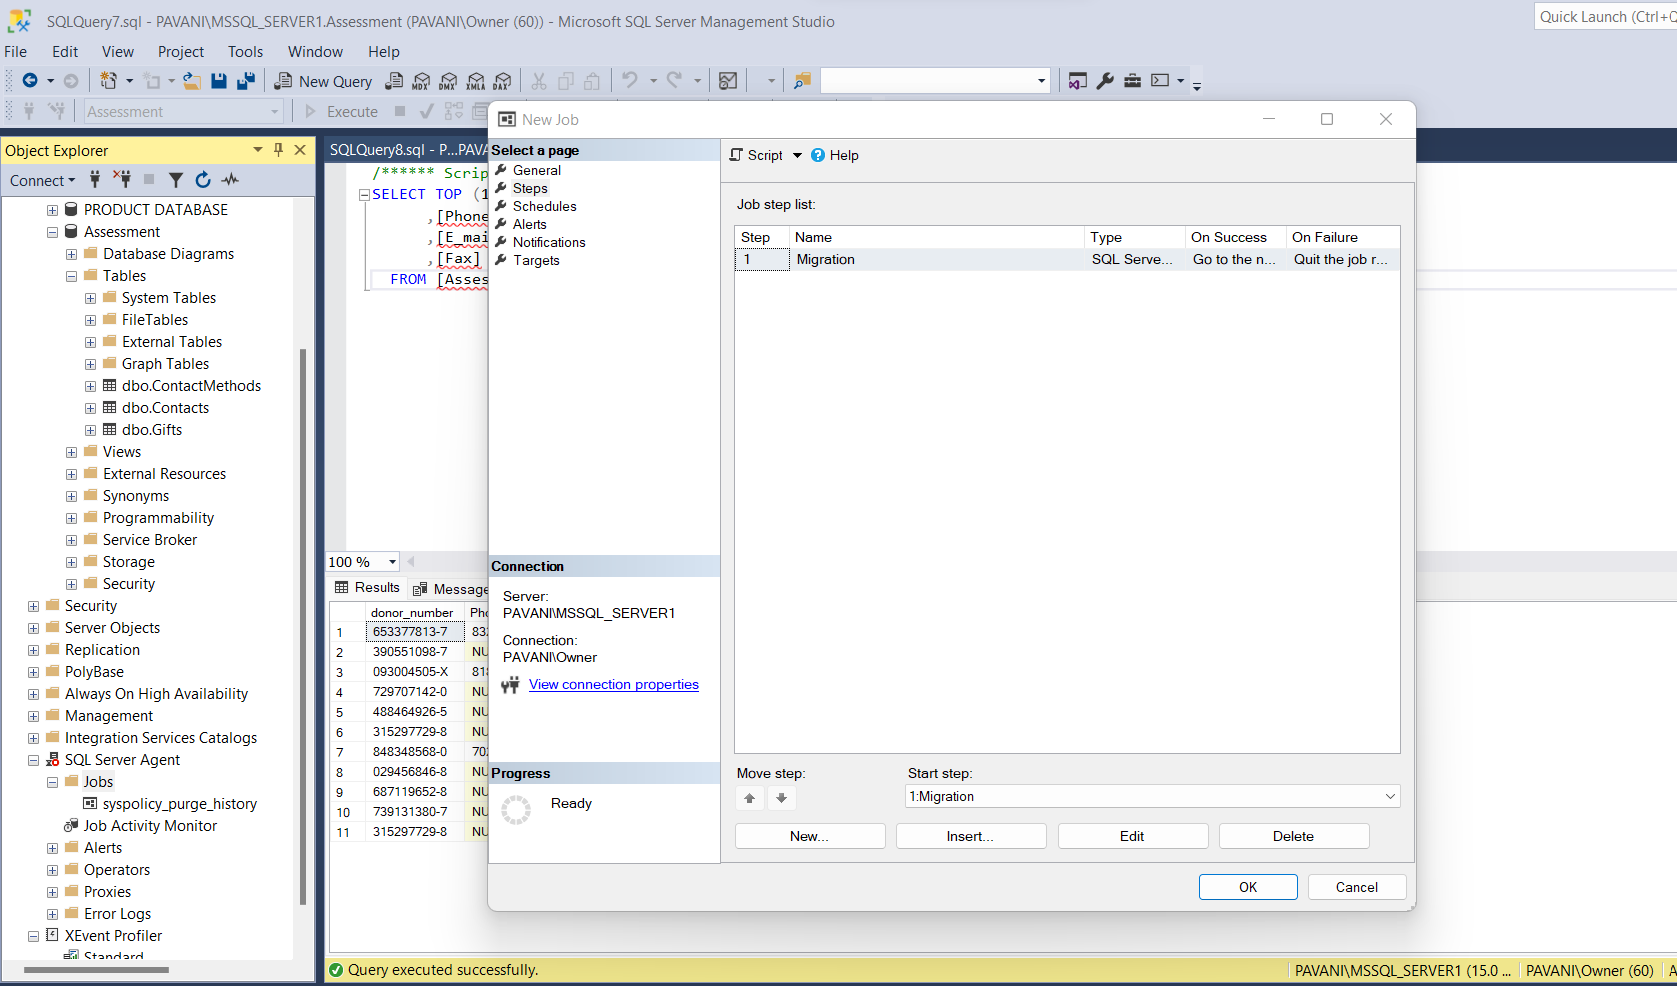 SQLQuery7.sql - PAVANI\MSSQL_SERVER1.Assessment (PAVANI\Owner (60)) - Microsoft SQL Server Management Studio
Quick Launch (Ctrl+Q
File Edit View Project Tools Window Help
New Query MDX DMX XMLA DAX
Assessment Execute
Object Explorer
Connect
PRODUCT DATABASE
Assessment
Database Diagrams
Tables
System Tables
FileTables
External Tables
Graph Tables
dbo.ContactMethods
dbo.Contacts
dbo.Gifts
Views
External Resources
Synonyms
Programmability
Service Broker
Storage
Security
Security
Server Objects
Replication
PolyBase
Always On High Availability
Management
Integration Services Catalogs
SQL Server Agent
Jobs
syspolicy_purge_history
Job Activity Monitor
Alerts
Operators
Proxies
Error Logs
XEvent Profiler
Standard
SQLQuery8.sql - P...PAVA
/****** Scrip
SELECT TOP (1
,[Phone
,[E_mai
,[Fax]
FROM [Asses
100 %
Results Message
donor_number Pho
1 653377813-7 832
2 390551098-7 NU
3 093004505-X 818
4 729707142-0 NU
5 488464926-5 NU
6 315297729-8 NU
7 848348568-0 702
8 029456846-8 NU
9 687119652-8 NU
10 739131380-7 NU
11 315297729-8 NU
Query executed successfully.
PAVANI\MSSQL_SERVER1 (15.0 ... PAVANI\Owner (60) A
New Job
Select a page
General
Steps
Schedules
Alerts
Notifications
Targets
Connection
Server:
PAVANI\MSSQL_SERVER1
Connection:
PAVANI\Owner
View connection properties
Progress
Ready
Script Help
Job step list:
Step Name Type On Success On Failure
1 Migration SQL Serve... Go to the n... Quit the job r...
Move step: Start step:
1:Migration
New... Insert... Edit Delete
OK Cancel